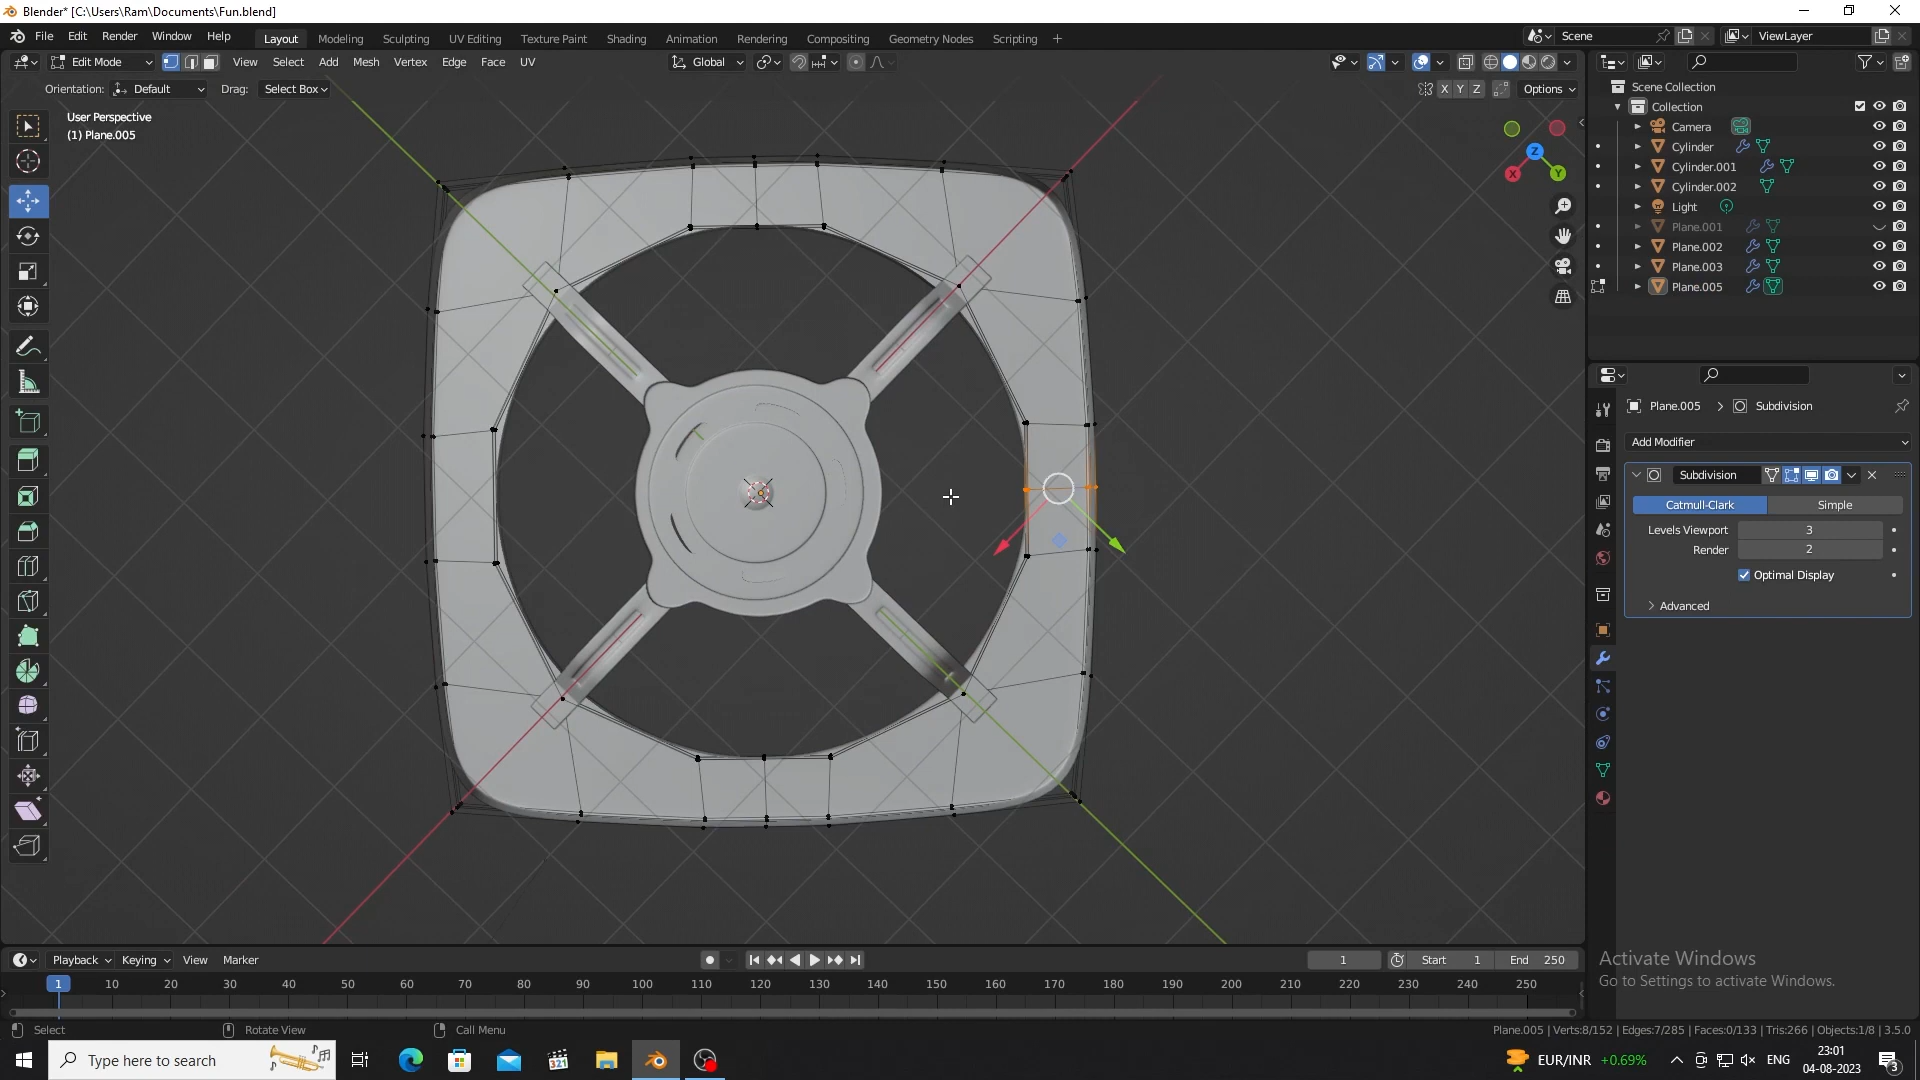 Blender* [C:\Users\Ram\Documents\Fun.blend]
File Edit Render Window Help Layout Modeling Sculpting UV Editing Texture Paint Shading Animation Rendering Compositing Geometry Nodes Scripting + Scene ViewLayer
Edit Mode View Select Add Mesh Vertex Edge Face UV Global
Orientation: Default Drag: Select Box X Y Z Options
User Perspective
(1) Plane.005
Z
X Y
Scene Collection
Collection
Camera
Cylinder
Cylinder.001
Cylinder.002
Light
Plane.001
Plane.002
Plane.003
Plane.005
Plane.005 > Subdivision
Add Modifier
Subdivision
Catmull-Clark Simple
Levels Viewport 3
Render 2
Optimal Display
Advanced
Activate Windows
Go to Settings to activate Windows.
Playback Keying View Marker 1 Start 1 End 250
1 10 20 30 40 50 60 70 80 90 100 110 120 130 140 150 160 170 180 190 200 210 220 230 240 250
Select Rotate View Call Menu Plane.005 | Verts:8/152 | Edges:7/285 | Faces:0/133 | Tris:266 | Objects:1/8 | 3.5.0
Type here to search 321 EUR/INR +0.69% ENG 23:01
04-08-2023 3